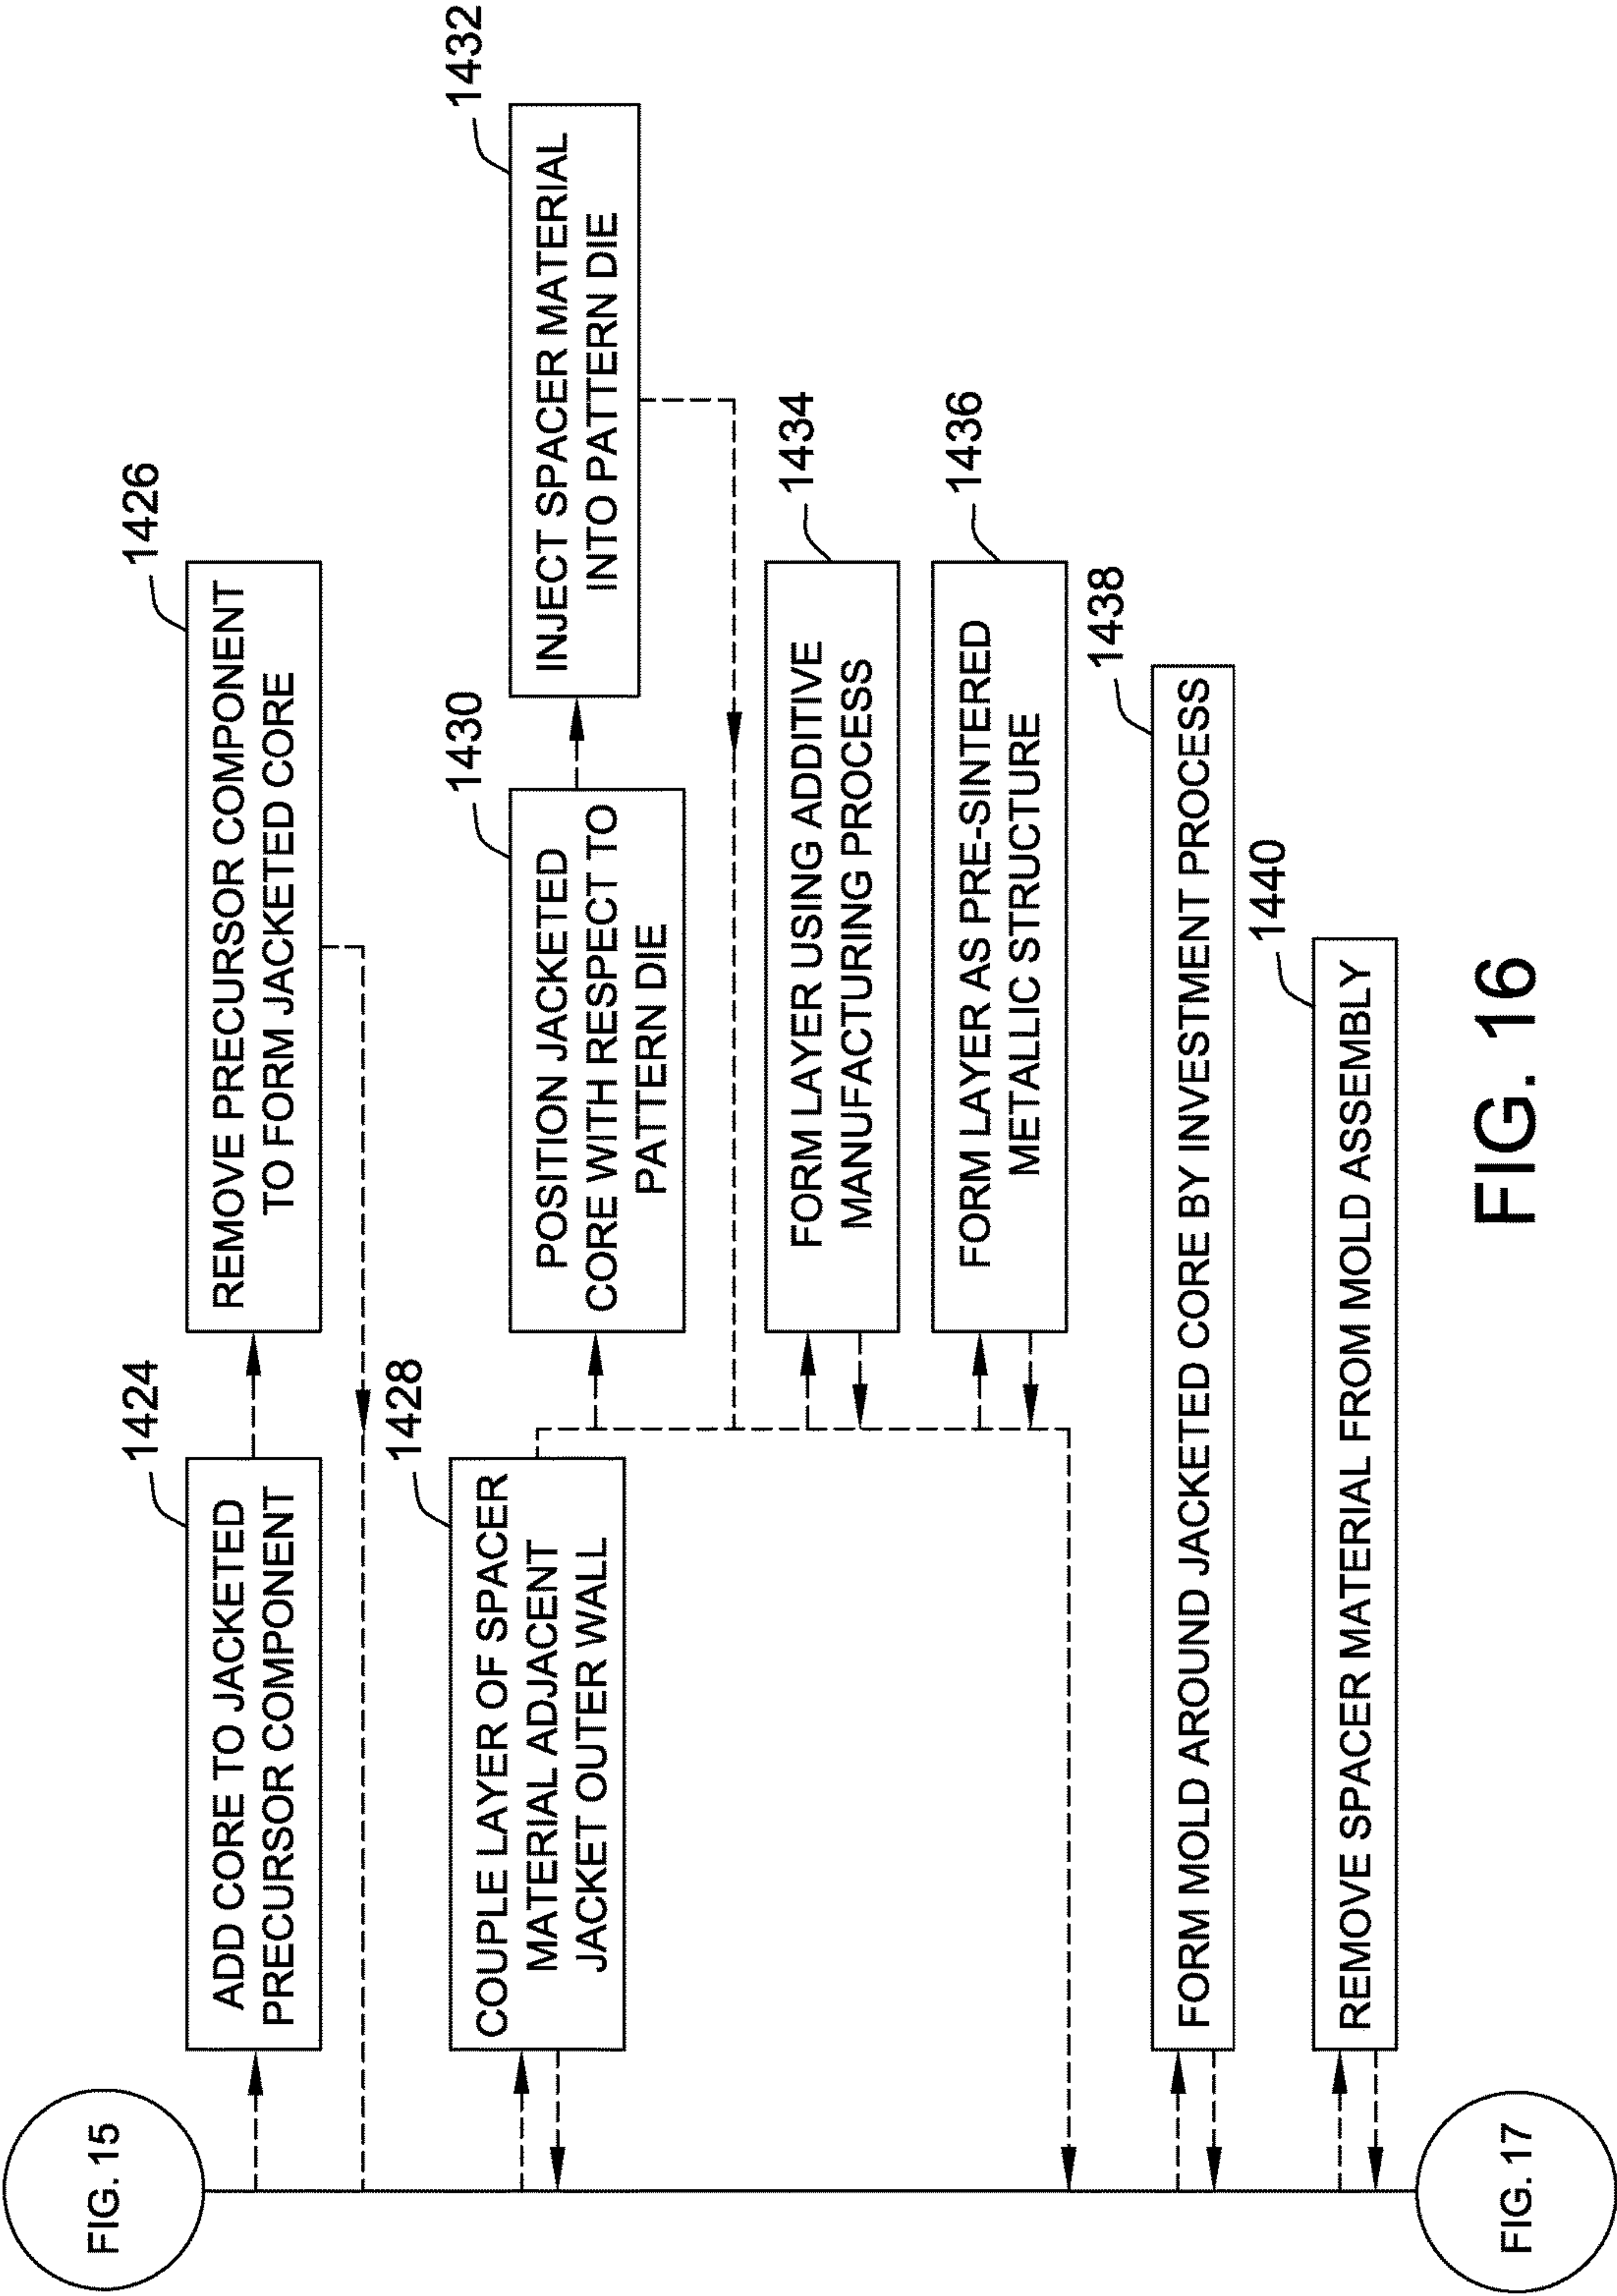 FIG. 15
1424
ADD CORE TO JACKETED
PRECURSOR COMPONENT
1426
REMOVE PRECURSOR COMPONENT
TO FORM JACKETED CORE
1428
COUPLE LAYER OF SPACER
MATERIAL ADJACENT
JACKET OUTER WALL
1430
POSITION JACKETED
CORE WITH RESPECT TO
PATTERN DIE
1432
INJECT SPACER MATERIAL
INTO PATTERN DIE
1434
FORM LAYER USING ADDITIVE
MANUFACTURING PROCESS
1436
FORM LAYER AS PRE-SINTERED
METALLIC STRUCTURE
1438
FORM MOLD AROUND JACKETED CORE BY INVESTMENT PROCESS
1440
REMOVE SPACER MATERIAL FROM MOLD ASSEMBLY
FIG. 17
FIG. 16